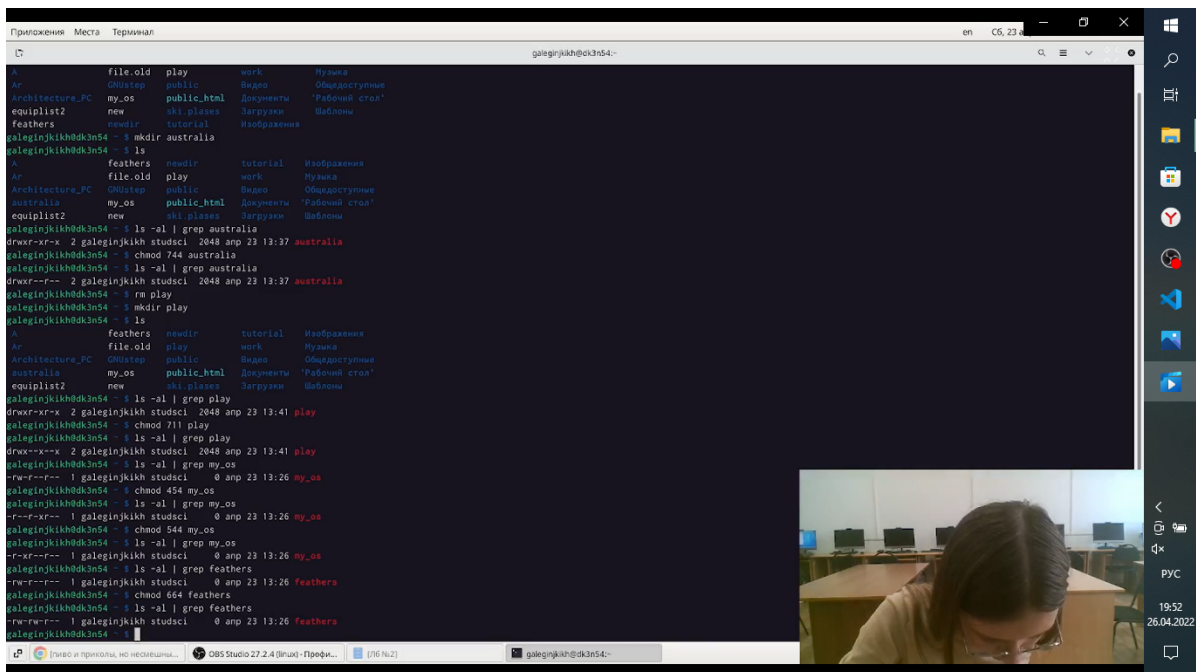 Приложения Места Терминал en Сб, 23 а
galeginjkikh@dk3n54:~
A file.old play work Музыка
Ar GNUstep public Видео Общедоступные
Architecture_PC my_os public_html Документы 'Рабочий стол'
equiplist2 new ski.plases Загрузки Шаблоны
feathers newdir tutorial Изображения
galeginjkikh@dk3n54 ~ $ mkdir australia
galeginjkikh@dk3n54 ~ $ ls
A feathers newdir tutorial Изображения
Ar file.old play work Музыка
Architecture_PC GNUstep public Видео Общедоступные
australia my_os public_html Документы 'Рабочий стол'
equiplist2 new ski.plases Загрузки Шаблоны
galeginjkikh@dk3n54 ~ $ ls -al | grep australia
drwxr-xr-x 2 galeginjkikh studsci 2048 апр 23 13:37 australia
galeginjkikh@dk3n54 ~ $ chmod 744 australia
galeginjkikh@dk3n54 ~ $ ls -al | grep australia
drwxr--r-- 2 galeginjkikh studsci 2048 апр 23 13:37 australia
galeginjkikh@dk3n54 ~ $ rm play
galeginjkikh@dk3n54 ~ $ mkdir play
galeginjkikh@dk3n54 ~ $ ls
A feathers newdir tutorial Изображения
Ar file.old play work Музыка
Architecture_PC GNUstep public Видео Общедоступные
australia my_os public_html Документы 'Рабочий стол'
equiplist2 new ski.plases Загрузки Шаблоны
galeginjkikh@dk3n54 ~ $ ls -al | grep play
drwxr-xr-x 2 galeginjkikh studsci 2048 апр 23 13:41 play
galeginjkikh@dk3n54 ~ $ chmod 711 play
galeginjkikh@dk3n54 ~ $ ls -al | grep play
drwx--x--x 2 galeginjkikh studsci 2048 апр 23 13:41 play
galeginjkikh@dk3n54 ~ $ ls -al | grep my_os
-rw-r--r-- 1 galeginjkikh studsci 0 апр 23 13:26 my_os
galeginjkikh@dk3n54 ~ $ chmod 454 my_os
galeginjkikh@dk3n54 ~ $ ls -al | grep my_os
-r--r-xr-- 1 galeginjkikh studsci 0 апр 23 13:26 my_os
galeginjkikh@dk3n54 ~ $ chmod 544 my_os
galeginjkikh@dk3n54 ~ $ ls -al | grep my_os
-r-xr--r-- 1 galeginjkikh studsci 0 апр 23 13:26 my_os
galeginjkikh@dk3n54 ~ $ ls -al | grep feathers
-rw-r--r-- 1 galeginjkikh studsci 0 апр 23 13:26 feathers
galeginjkikh@dk3n54 ~ $ chmod 664 feathers
galeginjkikh@dk3n54 ~ $ ls -al | grep feathers
-rw-rw-r-- 1 galeginjkikh studsci 0 апр 23 13:26 feathers
galeginjkikh@dk3n54 ~ $
(пиво и приколы, но несмешны... OBS Studio 27.2.4 (linux) - Профи... [Лб №2] galeginjkikh@dk3n54:~
РУС
19:52
26.04.2022